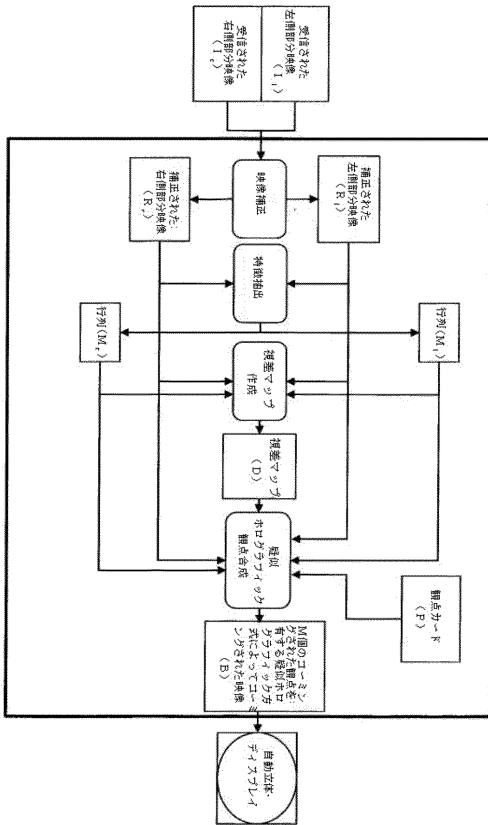 受信された
左側部分映像
(I_l)
受信された
右側部分映像
(I_r)
映像補正
補正された
左側部分映像
(R_l)
補正された
右側部分映像
(R_r)
特徴抽出
行列(M_l)
行列(M_r)
視差マップ
作成
視差マップ
(D)
観点カード
(P)
疑似
ホログラフィック
観点合成
M個のコーミン
グされた観点を
有する疑似ホロ
グラフィック方
式によってコーミ
ングされた映像
(B)
自動立体・
ディスプレイ